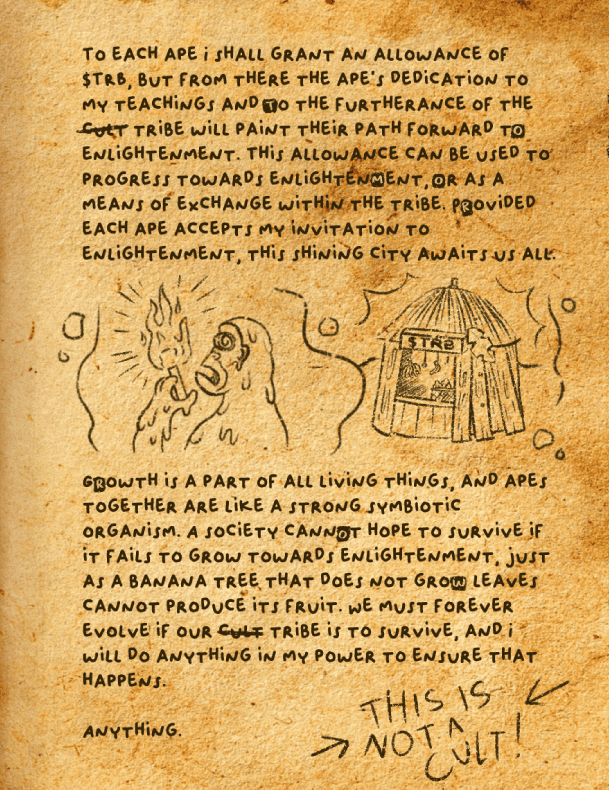 TO EACH APE i SHALL GRANT AN ALLOWANCE OF
$TRB, BUT FROM THERE THE APE'S DEDICATION TO
MY TEACHINGS AND TO THE FURTHERANCE OF THE
CULT TRIBE WILL PAINT THEIR PATH FORWARD TO
ENLIGHTENMENT. THIS ALLOWANCE CAN BE USED TO
PROGRESS TOWARDS ENLIGHTENMENT, OR AS A
MEANS OF EXCHANGE WITHIN THE TRIBE. PROVIDED
EACH APE ACCEPTS MY INVITATION TO
ENLIGHTENMENT, THIS SHINING CITY AWAITS US ALL.
$TRB
GROWTH IS A PART OF ALL LIVING THINGS, AND APES
TOGETHER ARE LIKE A STRONG SYMBIOTIC
ORGANISM. A SOCIETY CANNOT HOPE TO SURVIVE IF
IT FAILS TO GROW TOWARDS ENLIGHTENMENT, JUST
AS A BANANA TREE THAT DOES NOT GROW LEAVES
CANNOT PRODUCE ITS FRUIT. WE MUST FOREVER
EVOLVE IF OUR CULT TRIBE IS TO SURVIVE, AND i
WILL DO ANYTHING IN MY POWER TO ENSURE THAT
HAPPENS.
ANYTHING.
THIS IS
NOT A
CULT!